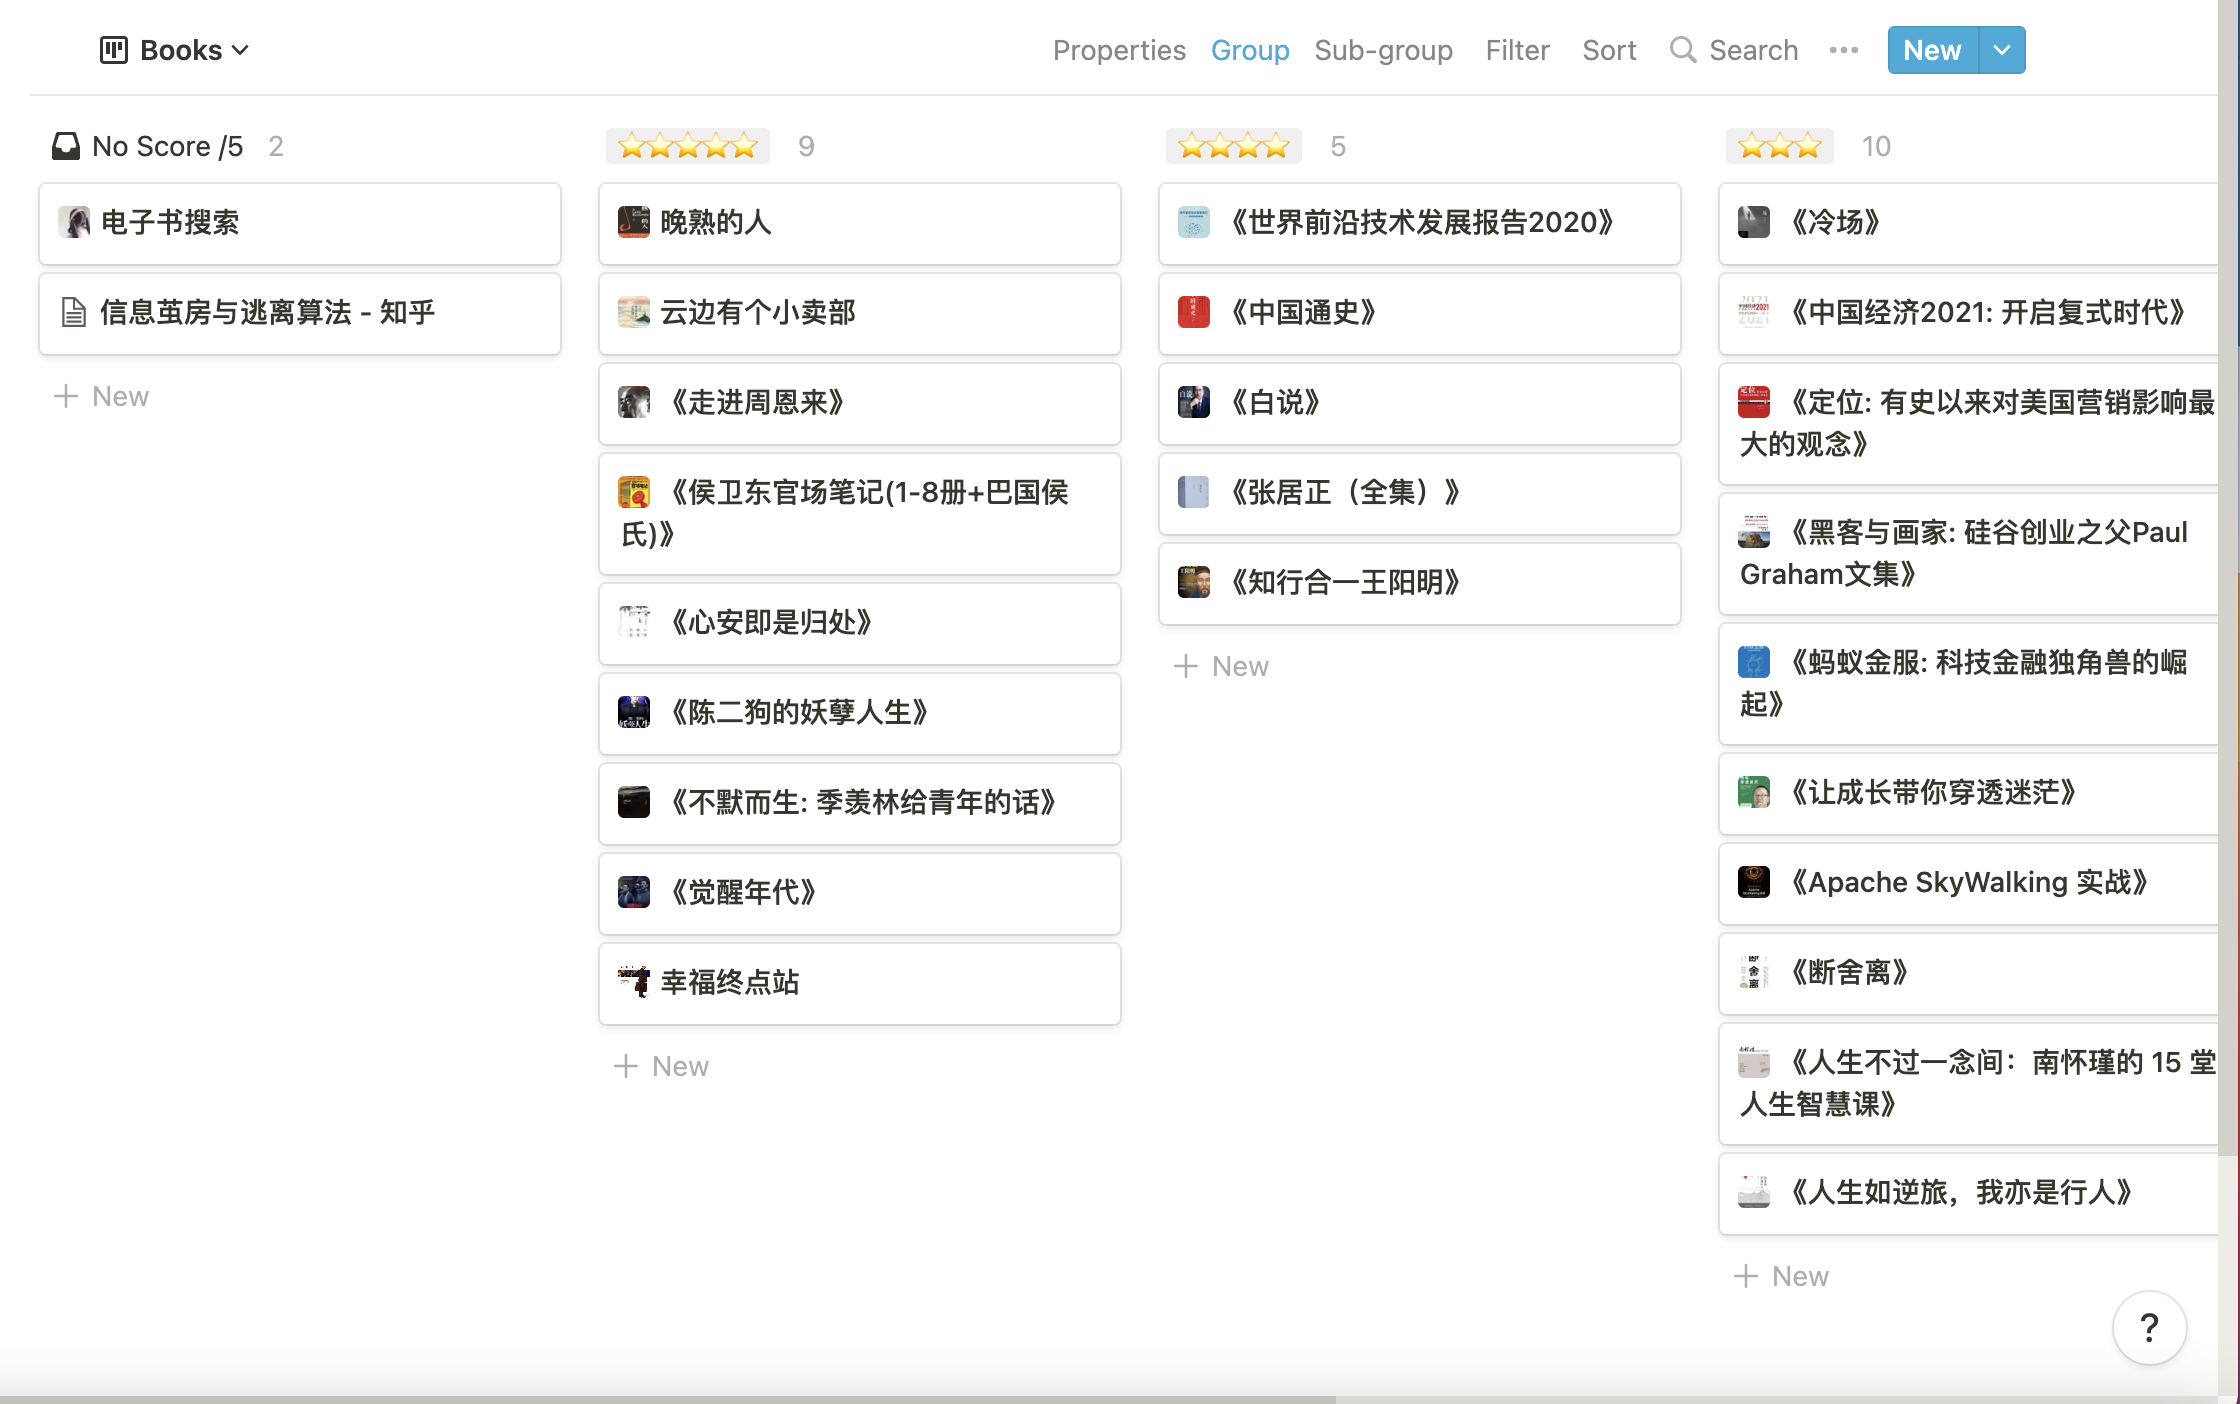 Books
Properties Group Sub-group Filter Sort Search New
No Score /5 2
电子书搜索
信息茧房与逃离算法 - 知乎
New
⭐⭐⭐⭐⭐ 9
晚熟的人
云边有个小卖部
《走进周恩来》
《侯卫东官场笔记(1-8册+巴国侯
氏)》
《心安即是归处》
《陈二狗的妖孽人生》
《不默而生: 季羡林给青年的话》
《觉醒年代》
幸福终点站
New
⭐⭐⭐⭐ 5
《世界前沿技术发展报告2020》
《中国通史》
《白说》
《张居正（全集）》
《知行合一王阳明》
New
⭐⭐⭐ 10
《冷场》
《中国经济2021: 开启复式时代》
《定位: 有史以来对美国营销影响最
大的观念》
《黑客与画家: 硅谷创业之父Paul
Graham文集》
《蚂蚁金服: 科技金融独角兽的崛
起》
《让成长带你穿透迷茫》
《Apache SkyWalking 实战》
《断舍离》
《人生不过一念间：南怀瑾的 15 堂
人生智慧课》
《人生如逆旅，我亦是行人》
New
?